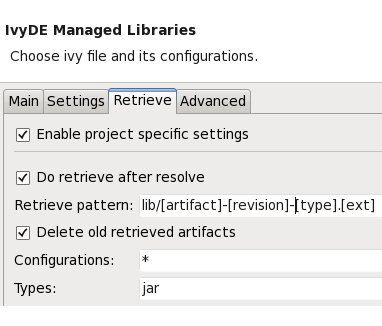 IvyDE Managed Libraries
Choose ivy file and its configurations.
Main Settings Retrieve Advanced
Enable project specific settings
Do retrieve after resolve
Retrieve pattern: lib/[artifact]-[revision]-[type].[ext]
Delete old retrieved artifacts
Configurations: *
Types: jar